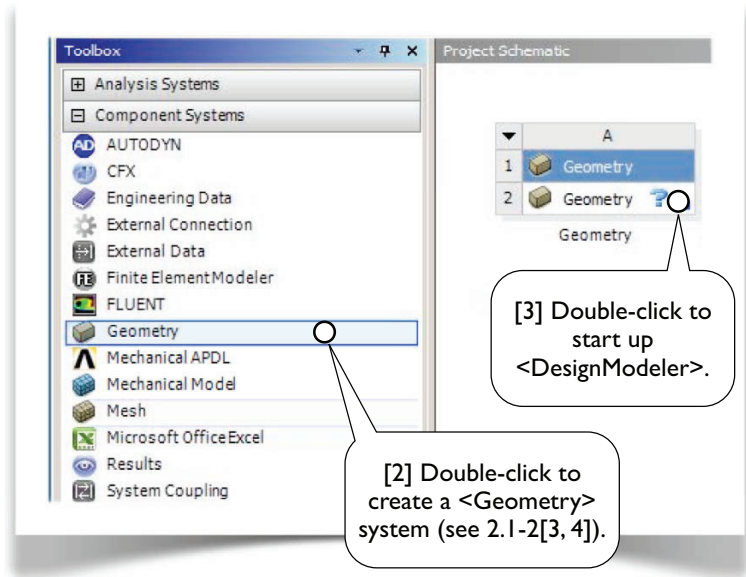 Toolbox
Project Schematic
Analysis Systems
Component Systems
AUTODYN
CFX
Engineering Data
External Connection
External Data
Finite Element Modeler
FLUENT
Geometry
Mechanical APDL
Mechanical Model
Mesh
Microsoft Office Excel
Results
System Coupling
A
1 Geometry
2 Geometry ?
Geometry
[3] Double-click to
start up
<DesignModeler>.
[2] Double-click to
create a <Geometry>
system (see 2.1-2[3, 4]).